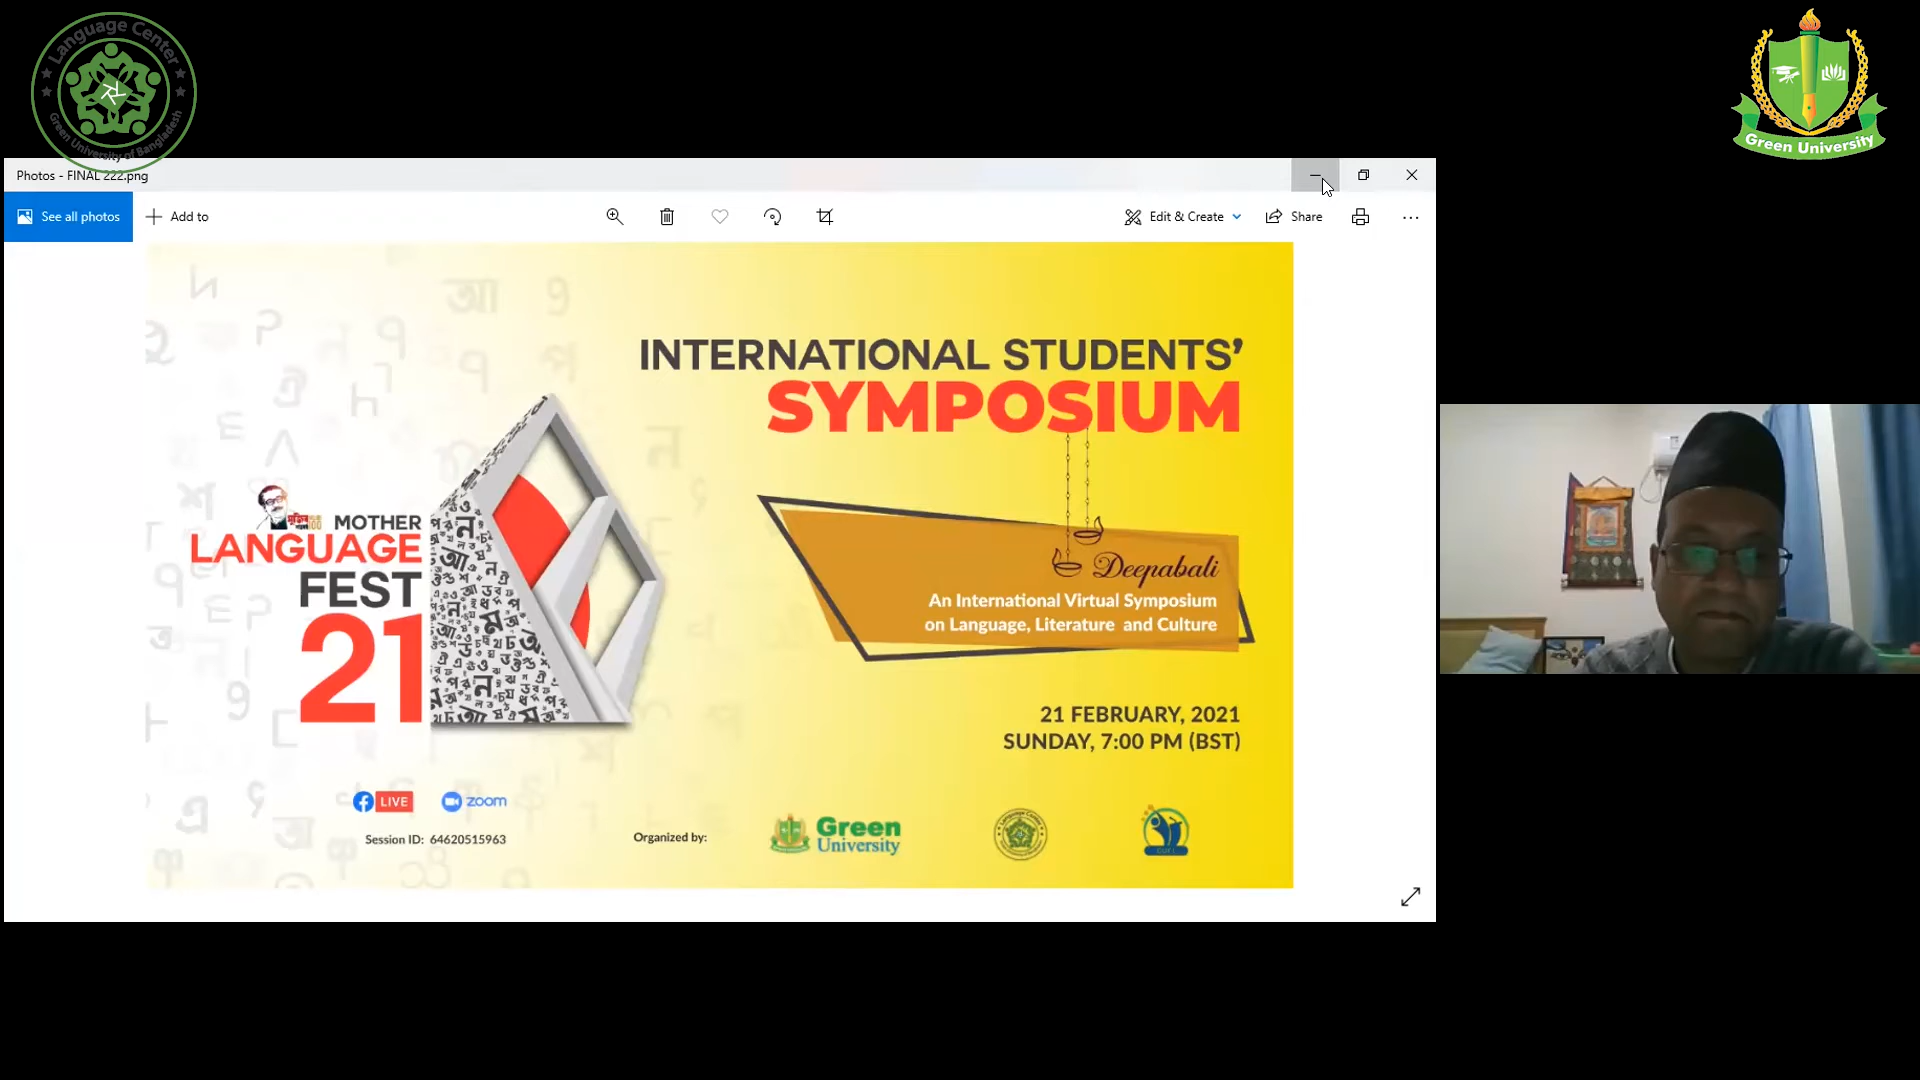 Language Center
Green University of Bangladesh
Green University
Photos - FINAL 222.png
See all photos
Add to
Edit & Create
Share
INTERNATIONAL STUDENTS’
SYMPOSIUM
MOTHER
LANGUAGE
FEST
21
Deepabali
An International Virtual Symposium
on Language, Literature and Culture
21 FEBRUARY, 2021
SUNDAY, 7:00 PM (BST)
LIVE
zoom
Session ID: 64620515963
Organized by:
Green
University